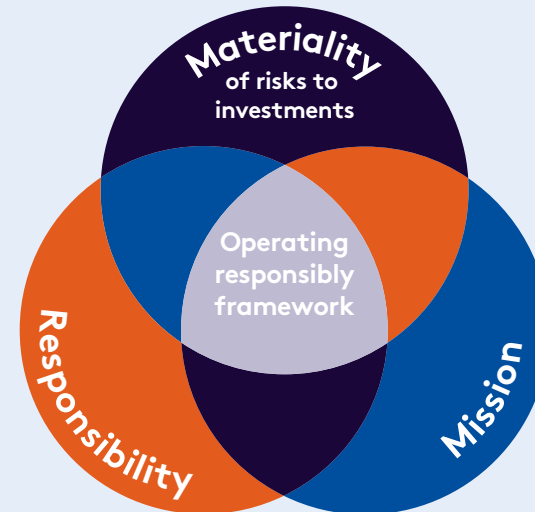 Materiality
of risks to
investments
Operating
responsibly
framework
Responsibility
Mission